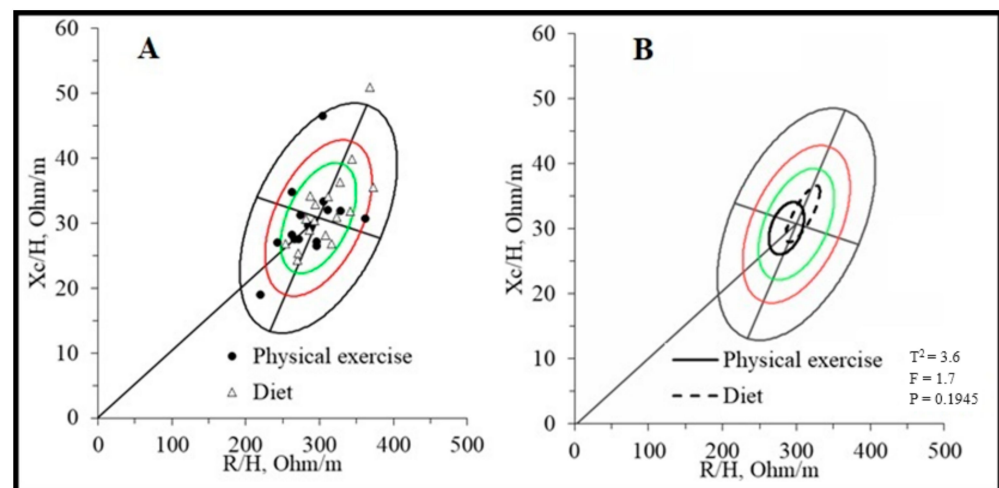 A
60
50
40
30
20
10
0
Xc/H, Ohm/m
Physical exercise
Diet
0 100 200 300 400 500
R/H, Ohm/m
B
60
50
40
30
20
10
0
Xc/H, Ohm/m
Physical exercise
Diet
T² = 3.6
F = 1.7
P = 0.1945
0 100 200 300 400 500
R/H, Ohm/m